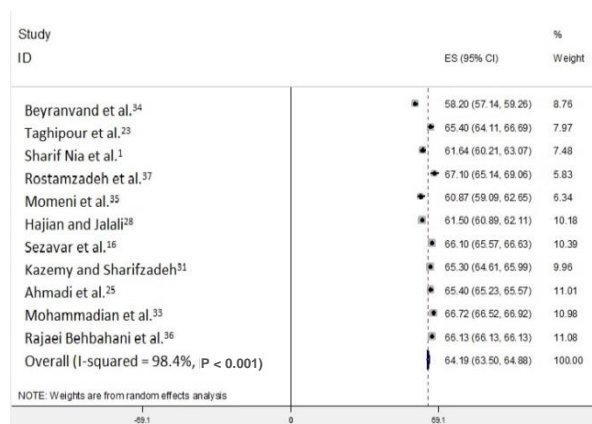 Study %
ID ES (95% CI) Weight
Beyranvand et al.³⁴ 58.20 (57.14, 59.26) 8.76
Taghipour et al.²³ 65.40 (64.11, 66.69) 7.97
Sharif Nia et al.¹ 61.64 (60.21, 63.07) 7.48
Rostamzadeh et al.³⁷ 67.10 (65.14, 69.06) 5.83
Momeni et al.³⁵ 60.87 (59.09, 62.65) 6.34
Hajian and Jalali²⁸ 61.50 (60.89, 62.11) 10.18
Sezavar et al.¹⁶ 66.10 (65.57, 66.63) 10.39
Kazemy and Sharifzadeh³¹ 65.30 (64.61, 65.99) 9.96
Ahmadi et al.²⁵ 65.40 (65.23, 65.57) 11.01
Mohammadian et al.³³ 66.72 (66.52, 66.92) 10.98
Rajaei Behbahani et al.³⁶ 66.13 (66.13, 66.13) 11.08
Overall (I-squared = 98.4%, P < 0.001) 64.19 (63.50, 64.88) 100.00
NOTE: Weights are from random effects analysis
-69.1 0 69.1